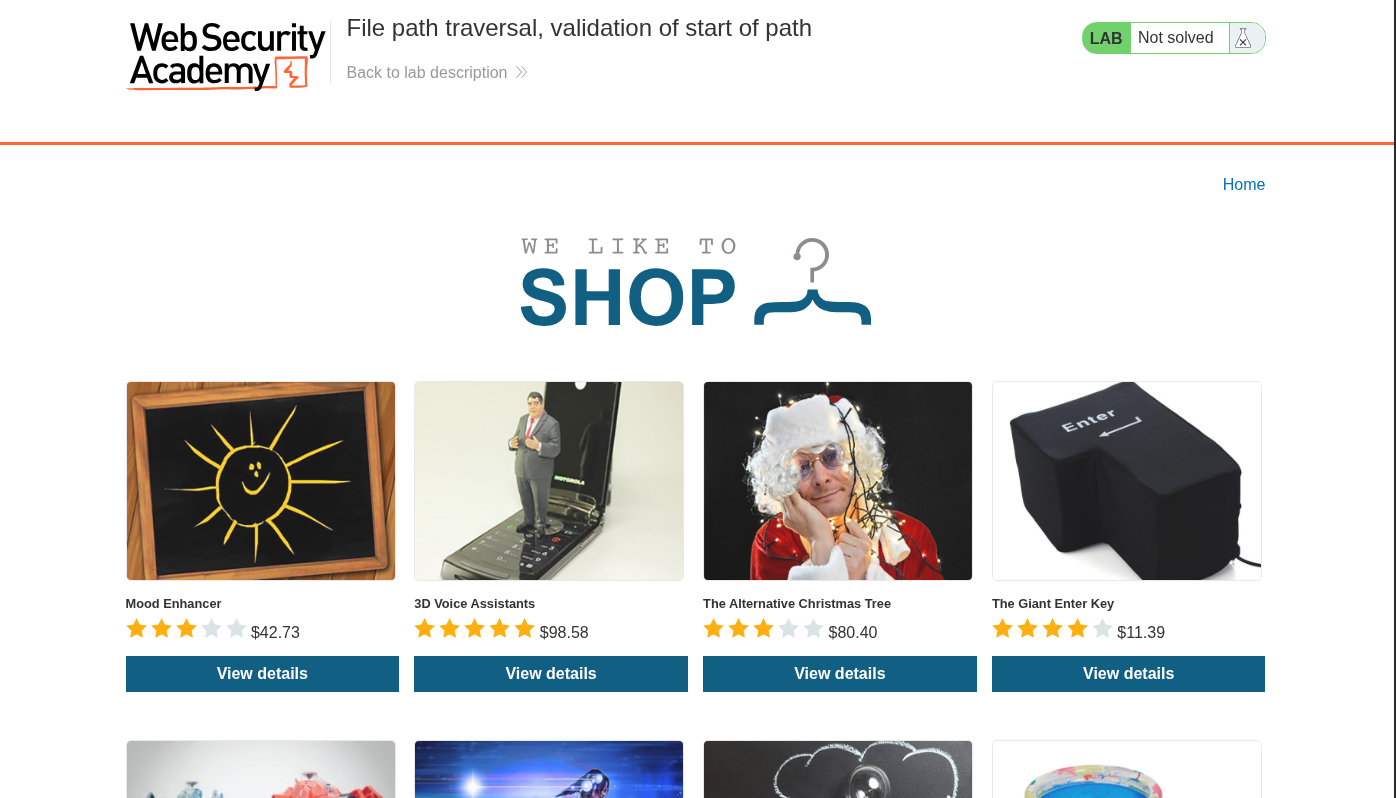 Web Security
Academy
File path traversal, validation of start of path
Back to lab description
LAB
Not solved
Home
WE LIKE TO
SHOP
MOTOROLA
Enter
Mood Enhancer
$42.73
View details
3D Voice Assistants
$98.58
View details
The Alternative Christmas Tree
$80.40
View details
The Giant Enter Key
$11.39
View details